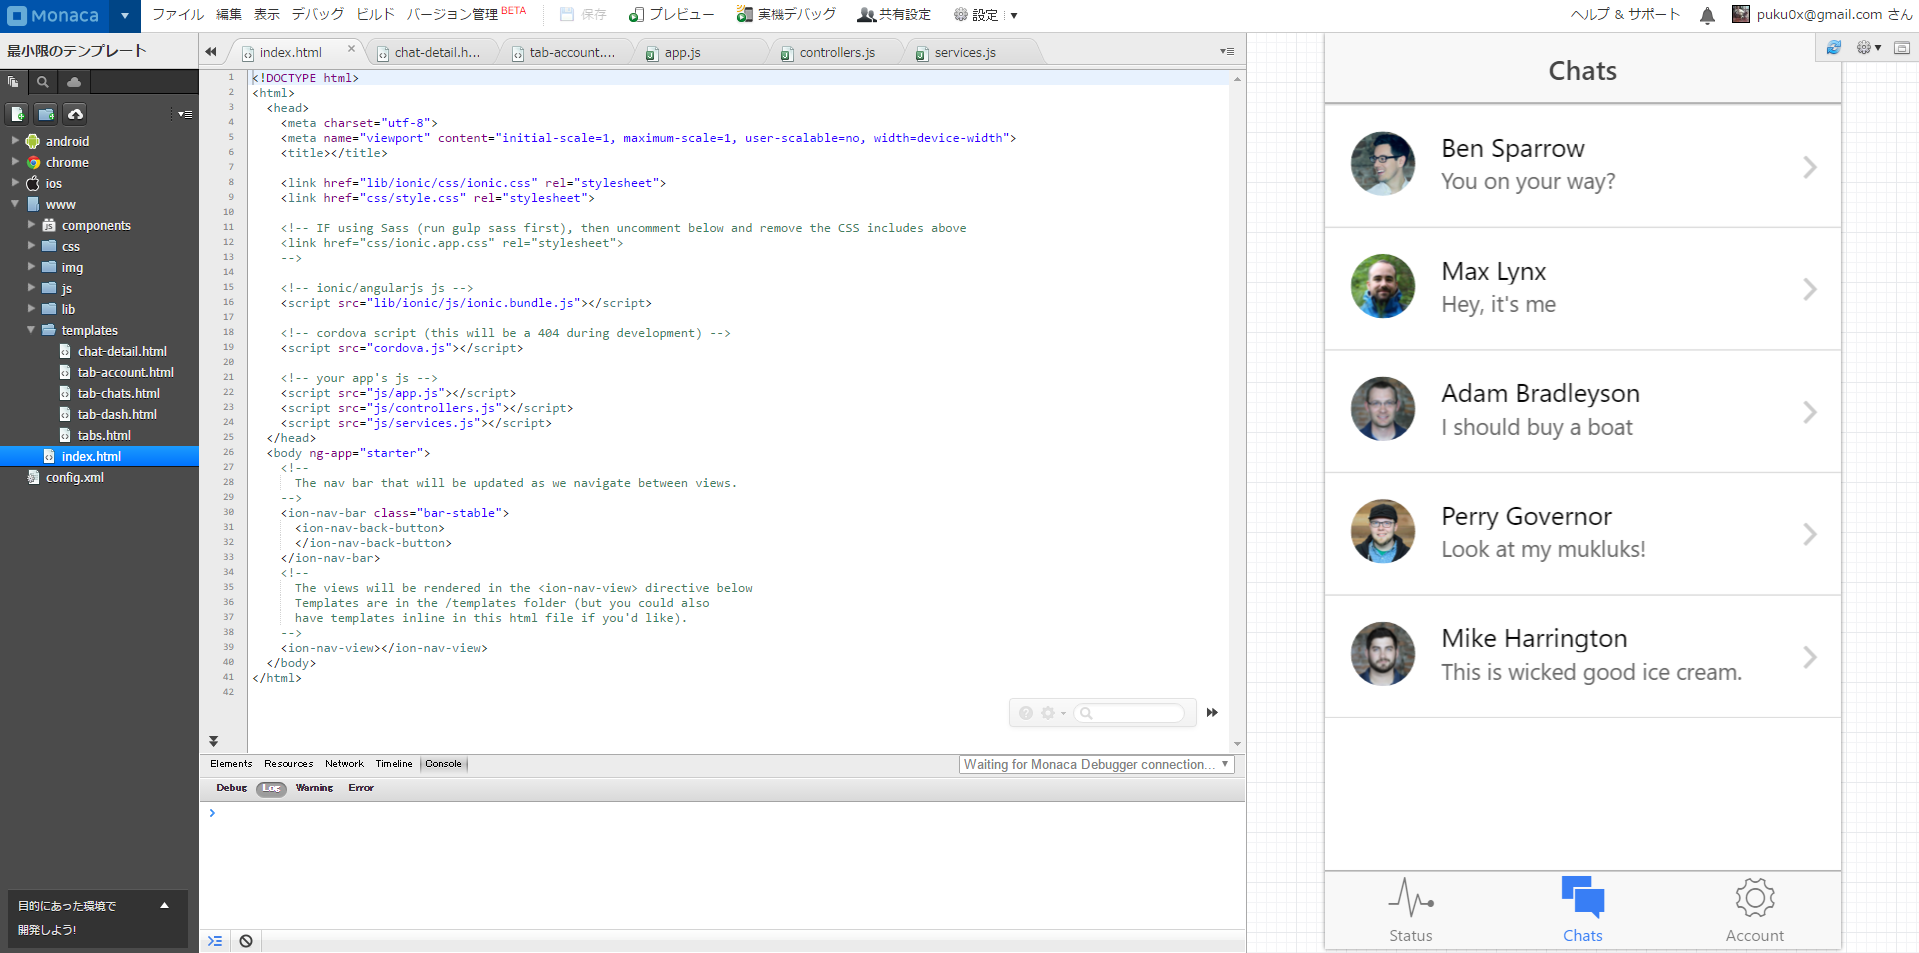 Monaca
ファイル 編集 表示 デバッグ ビルド バージョン管理 BETA 保存 プレビュー 実機デバッグ 共有設定 設定
ヘルプ & サポート puku0x@gmail.com さん
最小限のテンプレート
index.html
chat-detail.h...
tab-account....
app.js
controllers.js
services.js
android
chrome
ios
www
components
css
img
js
lib
templates
chat-detail.html
tab-account.html
tab-chats.html
tab-dash.html
tabs.html
index.html
config.xml
目的にあった環境で
開発しよう!
1 <!DOCTYPE html>
2 <html>
3 <head>
4 <meta charset="utf-8">
5 <meta name="viewport" content="initial-scale=1, maximum-scale=1, user-scalable=no, width=device-width">
6 <title></title>
7
8 <link href="lib/ionic/css/ionic.css" rel="stylesheet">
9 <link href="css/style.css" rel="stylesheet">
10
11 <!-- IF using Sass (run gulp sass first), then uncomment below and remove the CSS includes above
12 <link href="css/ionic.app.css" rel="stylesheet">
13 -->
14
15 <!-- ionic/angularjs js -->
16 <script src="lib/ionic/js/ionic.bundle.js"></script>
17
18 <!-- cordova script (this will be a 404 during development) -->
19 <script src="cordova.js"></script>
20
21 <!-- your app's js -->
22 <script src="js/app.js"></script>
23 <script src="js/controllers.js"></script>
24 <script src="js/services.js"></script>
25 </head>
26 <body ng-app="starter">
27 <!--
28 The nav bar that will be updated as we navigate between views.
29 -->
30 <ion-nav-bar class="bar-stable">
31 <ion-nav-back-button>
32 </ion-nav-back-button>
33 </ion-nav-bar>
34 <!--
35 The views will be rendered in the <ion-nav-view> directive below
36 Templates are in the /templates folder (but you could also
37 have templates inline in this html file if you'd like).
38 -->
39 <ion-nav-view></ion-nav-view>
40 </body>
41 </html>
42
Elements Resources Network Timeline Console
Waiting for Monaca Debugger connection...
Debug Log Warning Error
Chats
Ben Sparrow
You on your way?
Max Lynx
Hey, it's me
Adam Bradleyson
I should buy a boat
Perry Governor
Look at my mukluks!
Mike Harrington
This is wicked good ice cream.
Status
Chats
Account